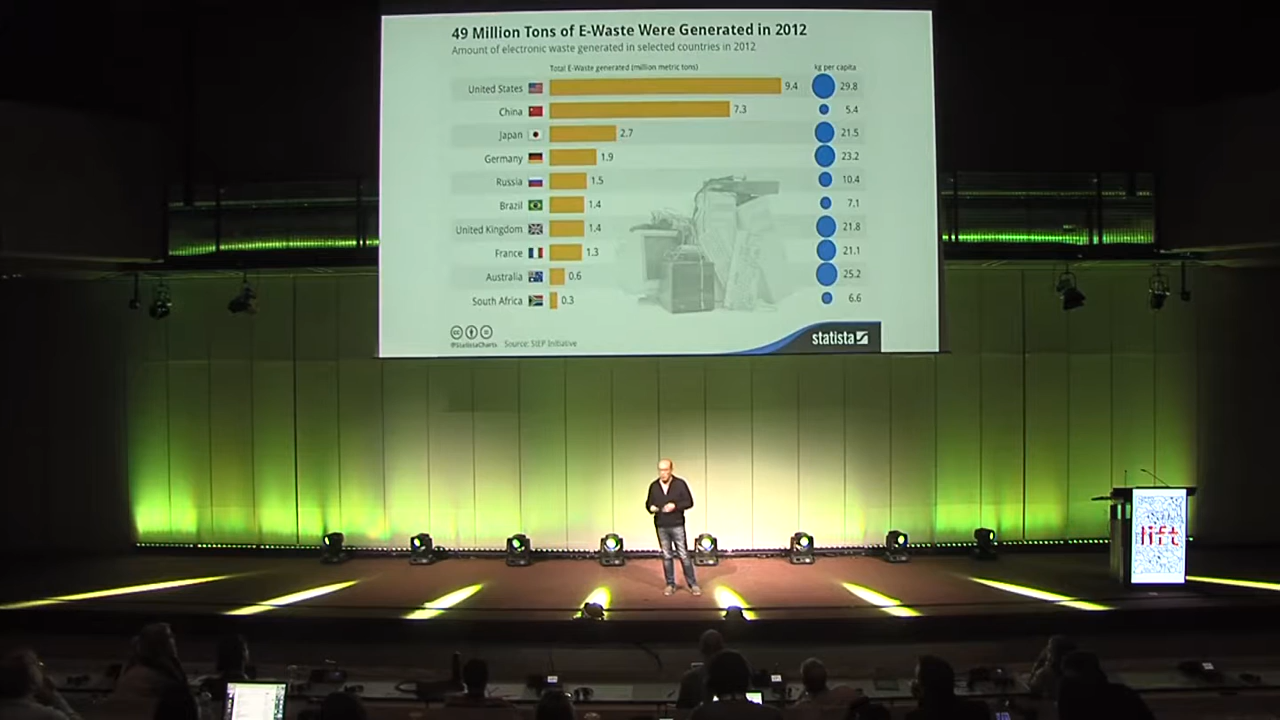 49 Million Tons of E-Waste Were Generated in 2012
Amount of electronic waste generated in selected countries in 2012
Total E-Waste generated (million metric tons) kg per capita
United States 9.4 29.8
China 7.3 5.4
Japan 2.7 21.5
Germany 1.9 23.2
Russia 1.5 10.4
Brazil 1.4 7.1
United Kingdom 1.4 21.8
France 1.3 21.1
Australia 0.6 25.2
South Africa 0.3 6.6
@StatistaCharts Source: StEP Initiative
statista
lift